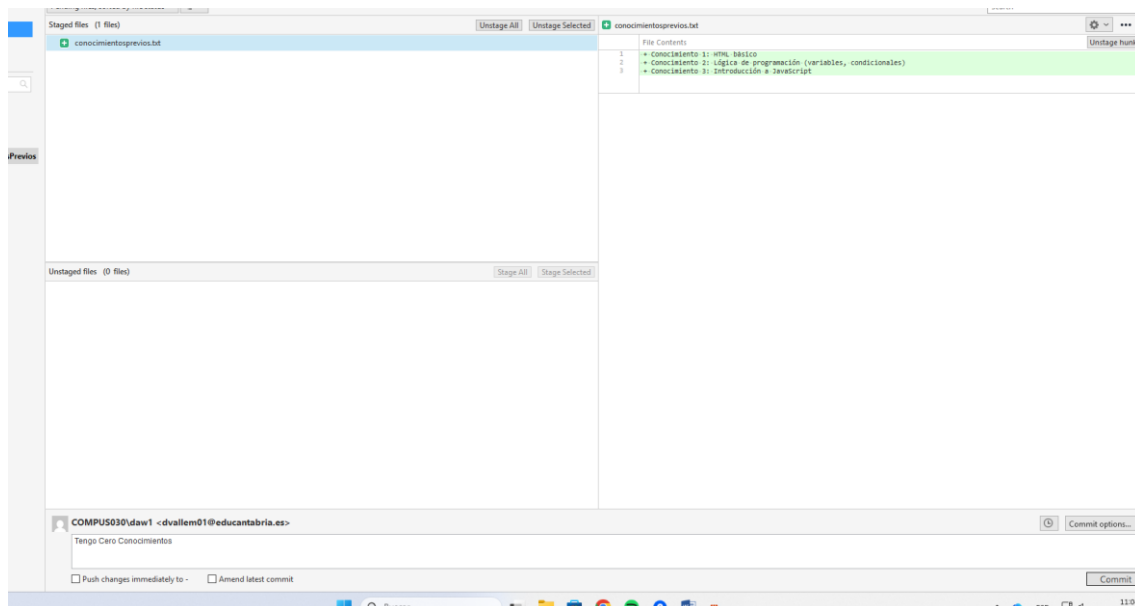 Staged files (1 files)
Unstage All
Unstage Selected
conocimientosprevios.txt
conocimientosprevios.txt
File Contents
Unstage hunk
1 + Conocimiento 1: HTML básico
2 + Conocimiento 2: Lógica de programación (variables, condicionales)
3 + Conocimiento 3: Introducción a JavaScript
Previos
Unstaged files (0 files)
Stage All
Stage Selected
COMPUS030\daw1 <dvallem01@educantabria.es>
Commit options...
Tengo Cero Conocimientos
Push changes immediately to -
Amend latest commit
Commit
11:0